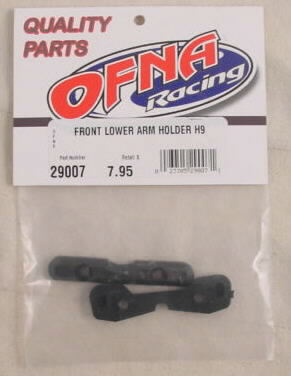 QUALITY
PARTS
OFNA
Racing
FRONT LOWER ARM HOLDER H9
Part Number
Retail $
29007
7.95